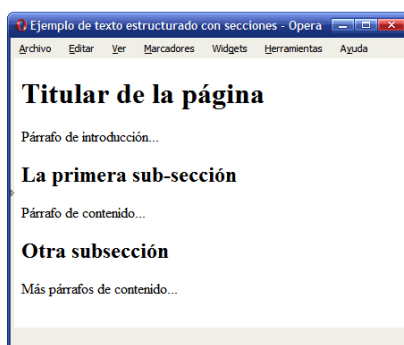 Ejemplo de texto estructurado con secciones - Opera
Archivo Editar Ver Marcadores Widgets Herramientas Ayuda
Titular de la página
Párrafo de introducción...
La primera sub-sección
Párrafo de contenido...
Otra subsección
Más párrafos de contenido...